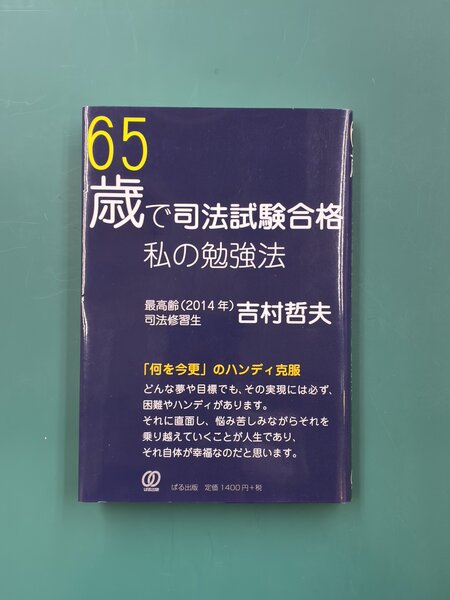 65
歳で司法試験合格
私の勉強法
最高齢(2014年)
司法修習生 吉村哲夫
「何を今更」のハンディ克服
どんな夢や目標でも、その実現には必ず、
困難やハンディがあります。
それに直面し、悩み苦しみながらそれを
乗り越えていくことが人生であり、
それ自体が幸福なのだと思います。
ぱる出版 定価1400円+税